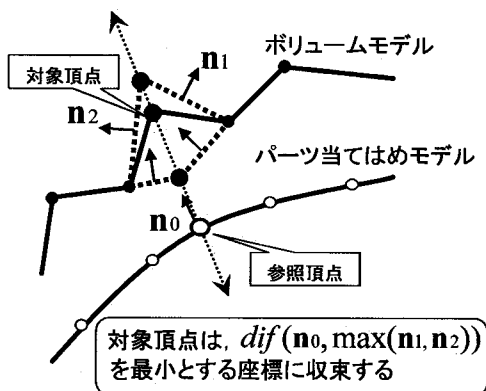 ボリュームモデル
n1
対象頂点
n2
パーツ当てはめモデル
n0
参照頂点
対象頂点は，dif(n0, max(n1, n2))
を最小とする座標に収束する